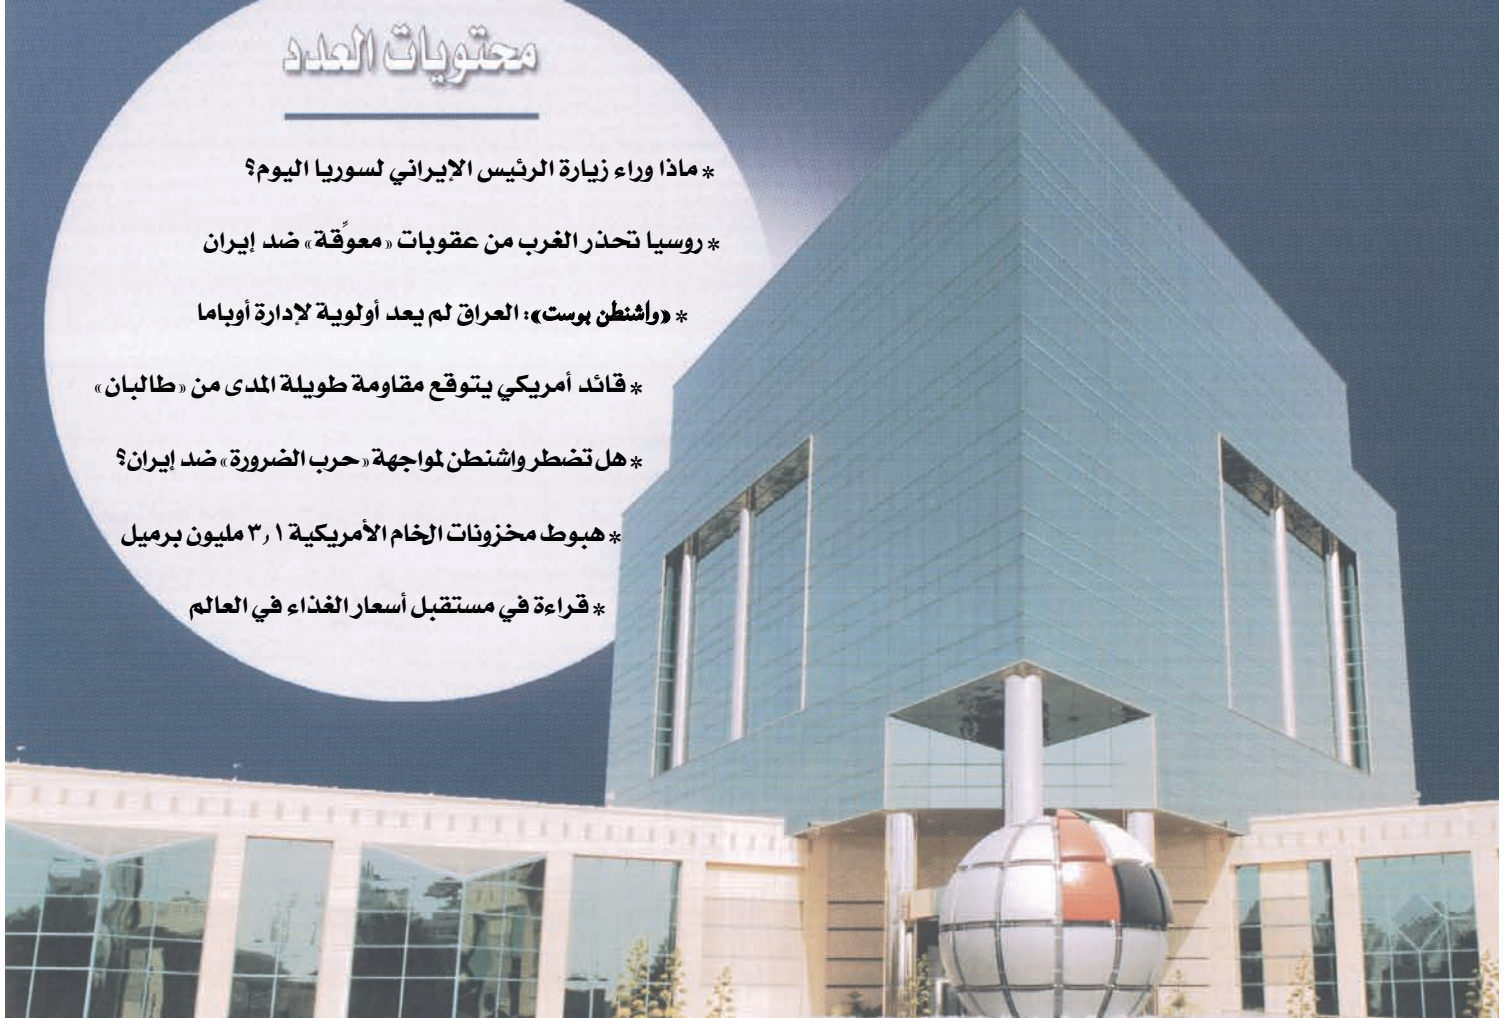 محتويات العدد
* ماذا وراء زيارة الرئيس الإيراني لسوريا اليوم؟
* روسيا تحذر الغرب من عقوبات «معوِّقة» ضد إيران
* «واشنطن بوست»: العراق لم يعد أولوية لإدارة أوباما
* قائد أمريكي يتوقع مقاومة طويلة المدى من «طالبان»
* هل تضطر واشنطن لمواجهة «حرب الضرورة» ضد إيران؟
* هبوط مخزونات الخام الأمريكية ٣٫١ مليون برميل
* قراءة في مستقبل أسعار الغذاء في العالم